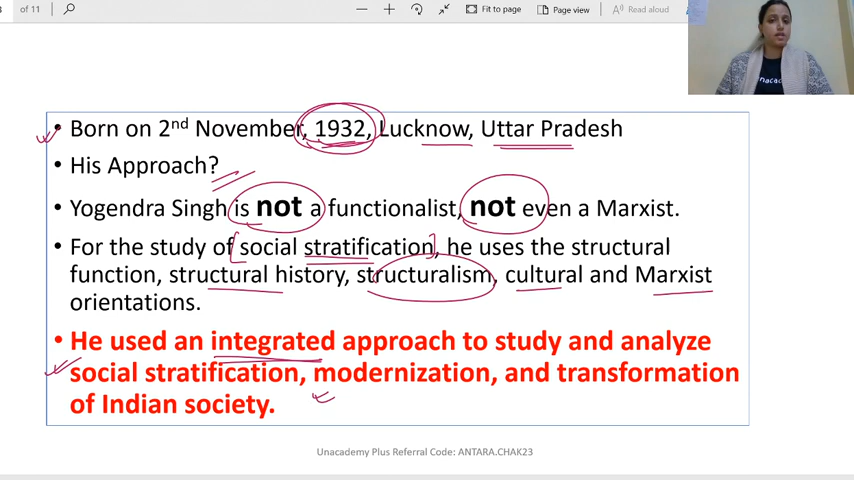 of 11
Fit to page
Page view
Read aloud
• Born on 2nd November, 1932, Lucknow, Uttar Pradesh
• His Approach?
• Yogendra Singh is not a functionalist, not even a Marxist.
• For the study of social stratification, he uses the structural
function, structural history, structuralism, cultural and Marxist
orientations.
• He used an integrated approach to study and analyze
social stratification, modernization, and transformation
of Indian society.
Unacademy Plus Referral Code: ANTARA.CHAK23